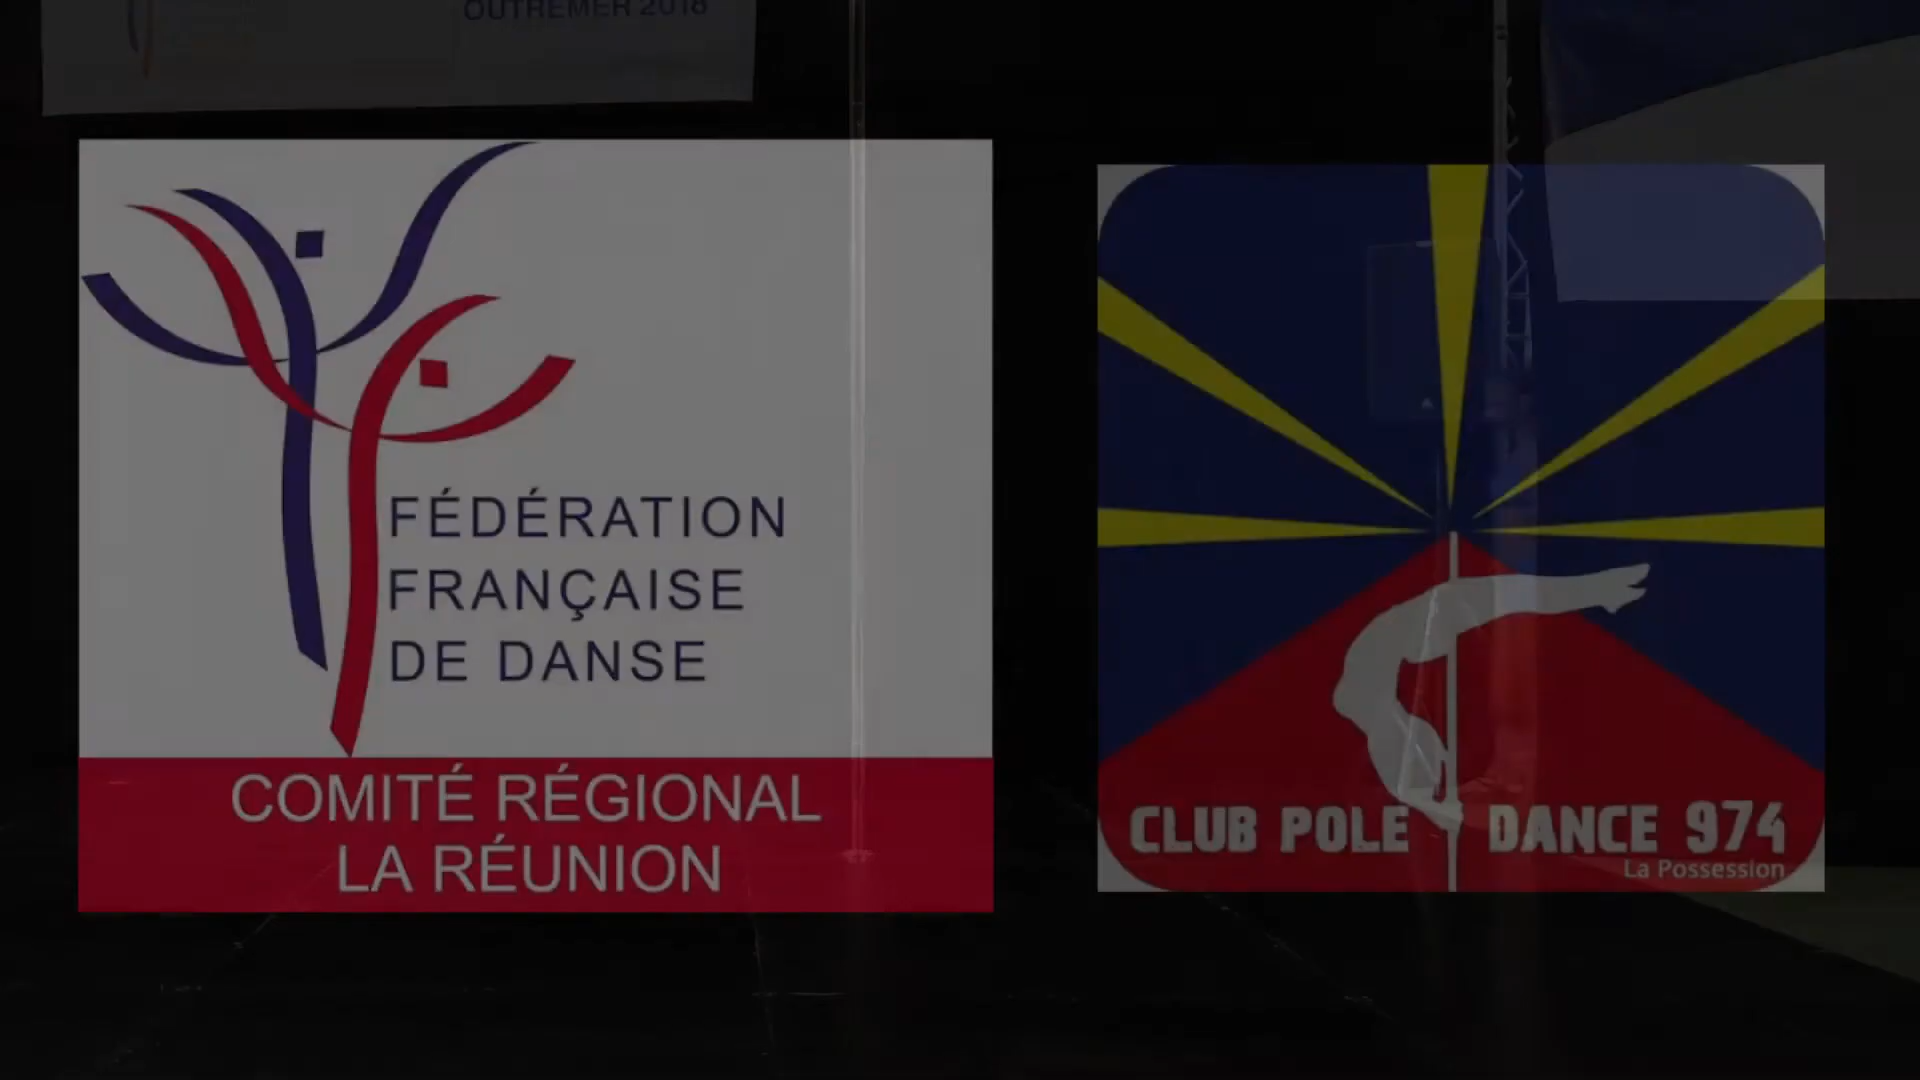 OUTREMER 2018
FÉDÉRATION
FRANÇAISE
DE DANSE
COMITÉ RÉGIONAL
LA RÉUNION
CLUB POLE DANCE 974
La Possession